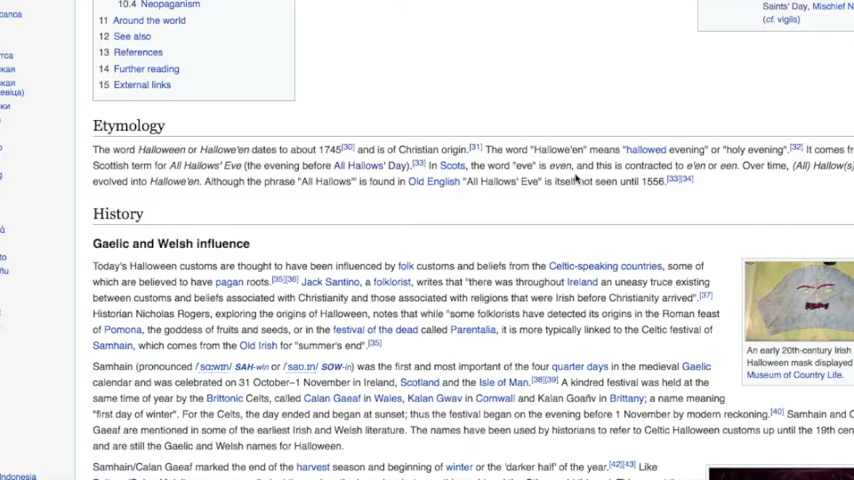 10.4 Neopaganism
11 Around the world
12 See also
13 References
14 Further reading
15 External links
Saints' Day, Mischief N
(cf. vigils)
Etymology
The word Halloween or Hallowe'en dates to about 1745[30] and is of Christian origin.[31] The word "Hallowe'en" means "hallowed evening" or "holy evening".[32] It comes fr
Scottish term for All Hallows' Eve (the evening before All Hallows' Day).[33] In Scots, the word "eve" is even, and this is contracted to e'en or een. Over time, (All) Hallow(s)
evolved into Hallowe'en. Although the phrase "All Hallows'" is found in Old English "All Hallows' Eve" is itself not seen until 1556.[33][34]
History
Gaelic and Welsh influence
Today's Halloween customs are thought to have been influenced by folk customs and beliefs from the Celtic-speaking countries, some of
which are believed to have pagan roots.[35][36] Jack Santino, a folklorist, writes that "there was throughout Ireland an uneasy truce existing
between customs and beliefs associated with Christianity and those associated with religions that were Irish before Christianity arrived".[37]
Historian Nicholas Rogers, exploring the origins of Halloween, notes that while "some folklorists have detected its origins in the Roman feast
of Pomona, the goddess of fruits and seeds, or in the festival of the dead called Parentalia, it is more typically linked to the Celtic festival of
Samhain, which comes from the Old Irish for "summer's end".[35]
Samhain (pronounced /ˈsɑːwɪn/ SAH-win or /ˈsaʊ.ɪn/ SOW-in) was the first and most important of the four quarter days in the medieval Gaelic
calendar and was celebrated on 31 October–1 November in Ireland, Scotland and the Isle of Man.[38][39] A kindred festival was held at the
same time of year by the Brittonic Celts, called Calan Gaeaf in Wales, Kalan Gwav in Cornwall and Kalan Goañv in Brittany; a name meaning
"first day of winter". For the Celts, the day ended and began at sunset; thus the festival began on the evening before 1 November by modern reckoning.[40] Samhain and C
Gaeaf are mentioned in some of the earliest Irish and Welsh literature. The names have been used by historians to refer to Celtic Halloween customs up until the 19th cen
and are still the Gaelic and Welsh names for Halloween.
Samhain/Calan Gaeaf marked the end of the harvest season and beginning of winter or the 'darker half' of the year.[42][43] Like
An early 20th-century Irish
Halloween mask displayed
Museum of Country Life.
Indonesia